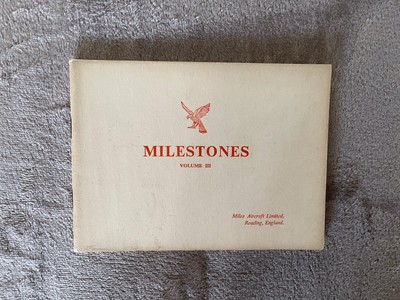 MILESTONES
VOLUME III
Miles Aircraft Limited,
Reading, England.